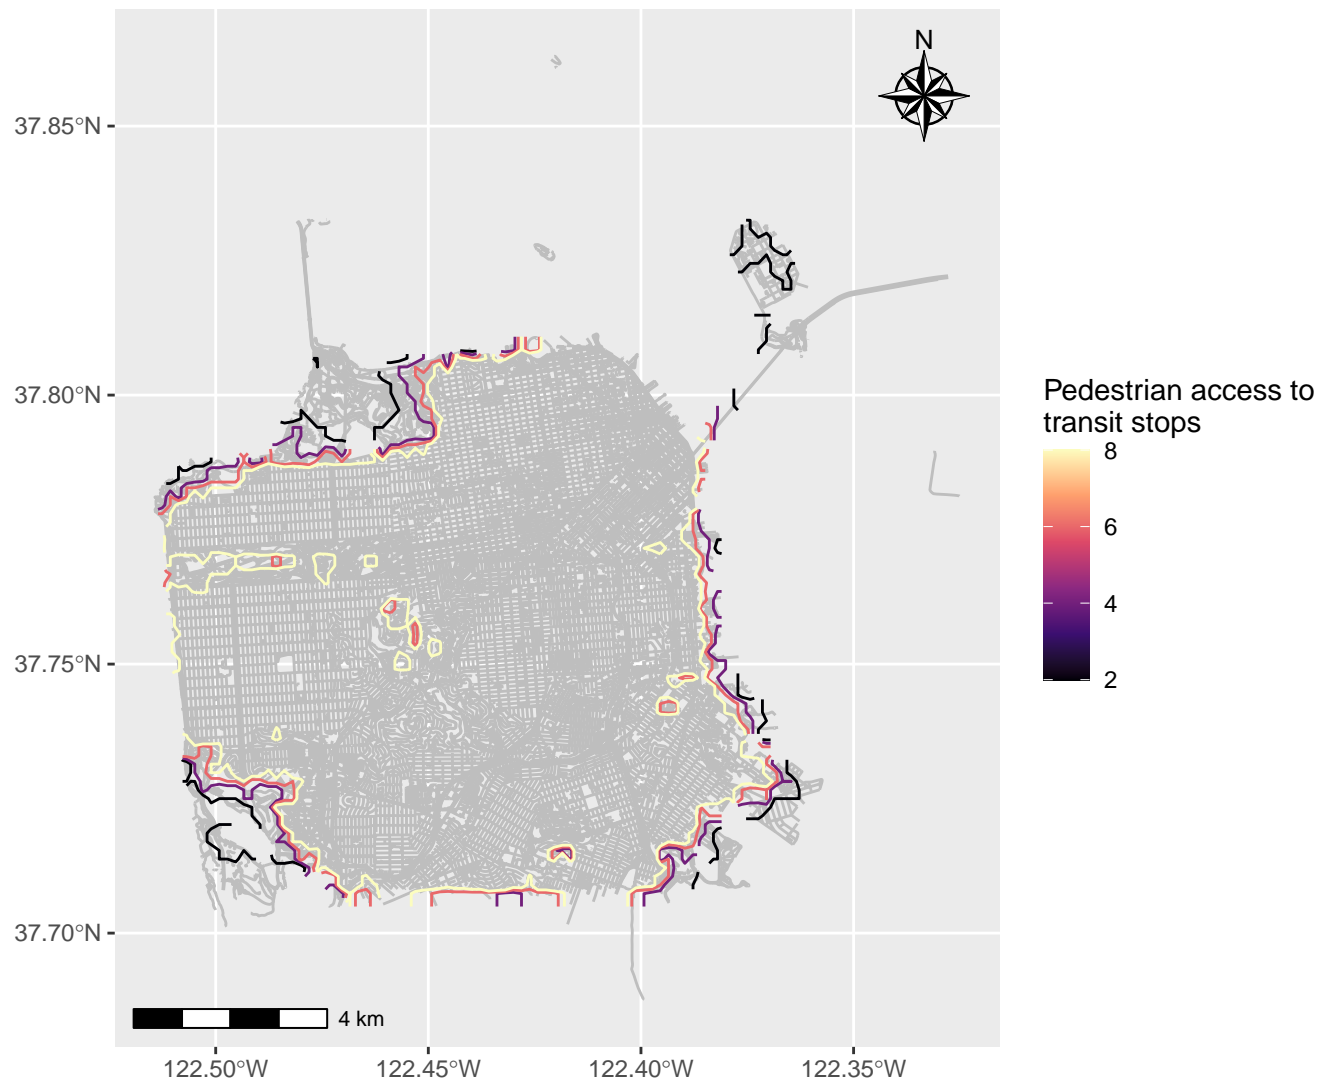 N
37.85°N
37.80°N
37.75°N
37.70°N
122.50°W
122.45°W
122.40°W
122.35°W
4 km
Pedestrian access to
transit stops
8
6
4
2